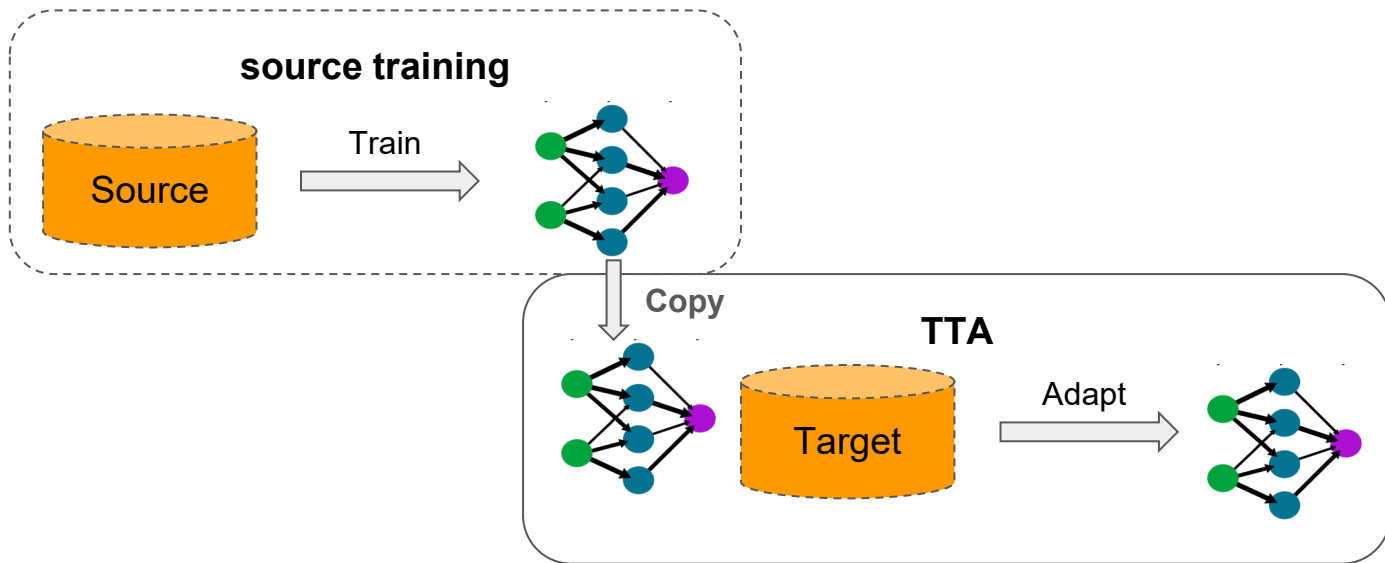 source training
Source
Train
Copy
TTA
Target
Adapt